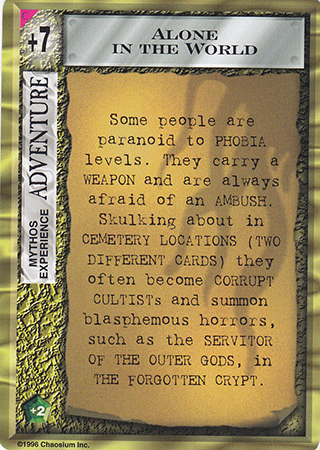 +7
ALONE
IN THE WORLD
MYTHOS
EXPERIENCE
ADVENTURE
Some people are
paranoid to PHOBIA
levels. They carry a
WEAPON and are always
afraid of an AMBUSH.
Skulking about in
CEMETERY LOCATIONS (TWO
DIFFERENT CARDS) they
often become CORRUPT
CULTISTs and summon
blasphemous horrors,
such as the SERVITOR
OF THE OUTER GODS, in
THE FORGOTTEN CRYPT.
+2
©1996 Chaosium Inc.